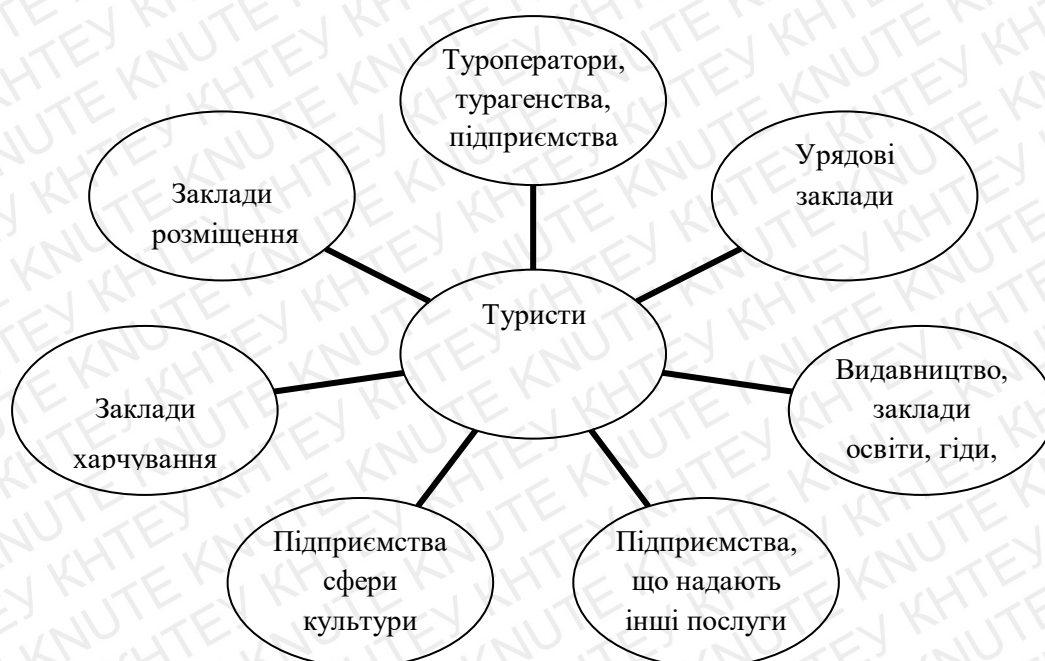 Туроператори,
турагенства,
підприємства
Урядові
заклади
Заклади
розміщення
Туристи
Видавництво,
заклади
освіти, гіди,
Заклади
харчування
Підприємства
сфери
культури
Підприємства,
що надають
інші послуги